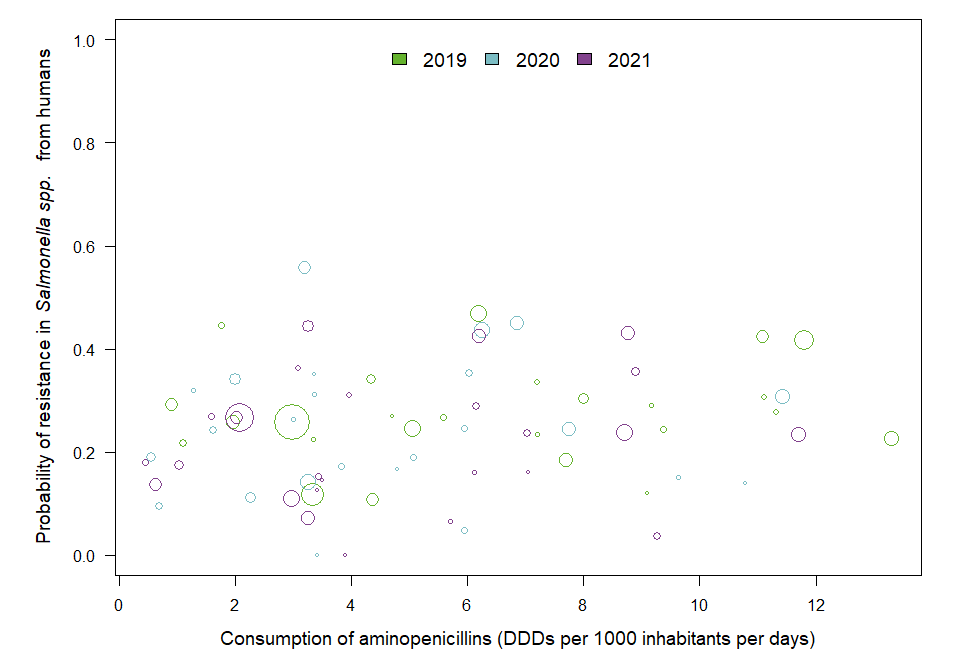 2019 2020 2021
Probability of resistance in Salmonella spp. from humans
1.0
0.8
0.6
0.4
0.2
0.0
0 2 4 6 8 10 12
Consumption of aminopenicillins (DDDs per 1000 inhabitants per days)